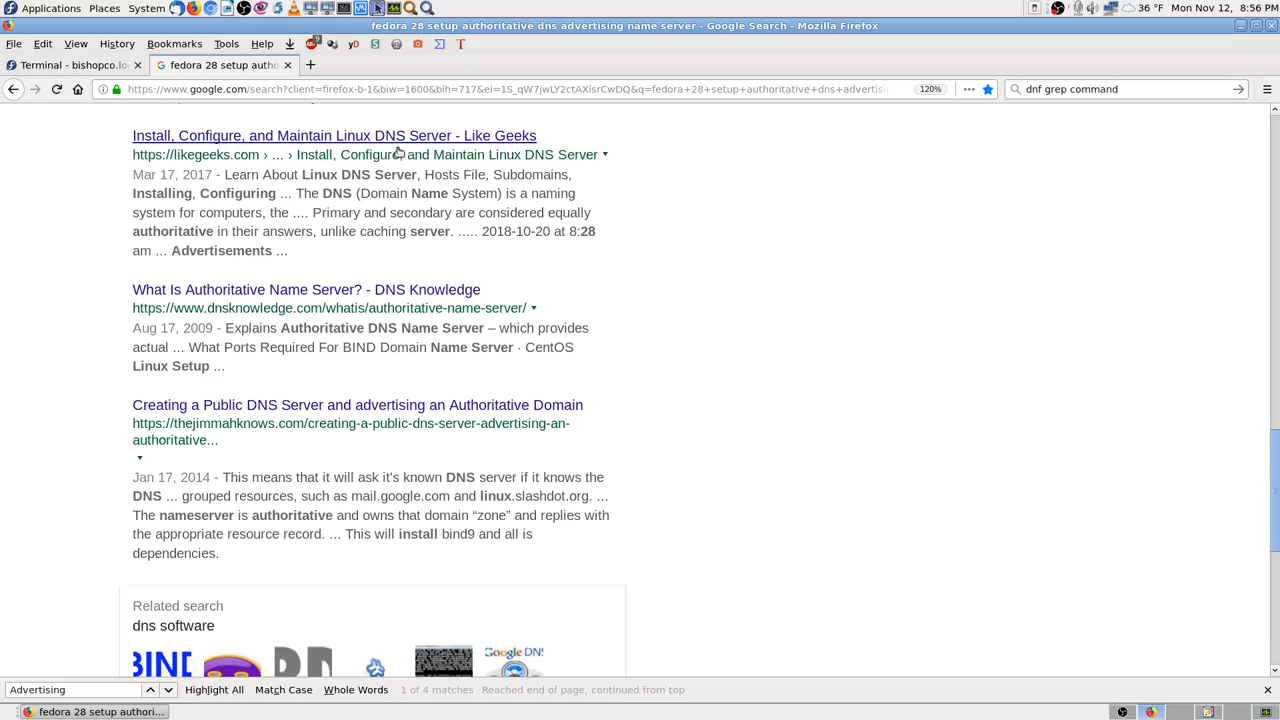 Applications Places System 36 °F Mon Nov 12, 8:56 PM
fedora 28 setup authoritative dns advertising name server - Google Search - Mozilla Firefox
File Edit View History Bookmarks Tools Help
Terminal - bishopco.lo fedora 28 setup autho
https://www.google.com/search?client=firefox-b-1&biw=1600&bih=717&ei=1S_qW7jwLY2ctAXisrCwDQ&q=fedora+28+setup+authoritative+dns+advertisi 120% dnf grep command
Install, Configure, and Maintain Linux DNS Server - Like Geeks
https://likegeeks.com › ... › Install, Configure, and Maintain Linux DNS Server
Mar 17, 2017 - Learn About Linux DNS Server, Hosts File, Subdomains,
Installing, Configuring ... The DNS (Domain Name System) is a naming
system for computers, the .... Primary and secondary are considered equally
authoritative in their answers, unlike caching server. ..... 2018-10-20 at 8:28
am ... Advertisements ...
What Is Authoritative Name Server? - DNS Knowledge
https://www.dnsknowledge.com/whatis/authoritative-name-server/
Aug 17, 2009 - Explains Authoritative DNS Name Server – which provides
actual ... What Ports Required For BIND Domain Name Server · CentOS
Linux Setup ...
Creating a Public DNS Server and advertising an Authoritative Domain
https://thejimmahknows.com/creating-a-public-dns-server-advertising-an-
authoritative...
Jan 17, 2014 - This means that it will ask it's known DNS server if it knows the
DNS ... grouped resources, such as mail.google.com and linux.slashdot.org. ...
The nameserver is authoritative and owns that domain “zone” and replies with
the appropriate resource record. ... This will install bind9 and all is
dependencies.
Related search
dns software
BIND Google DNS
Advertising Highlight All Match Case Whole Words 1 of 4 matches Reached end of page, continued from top
fedora 28 setup authori...